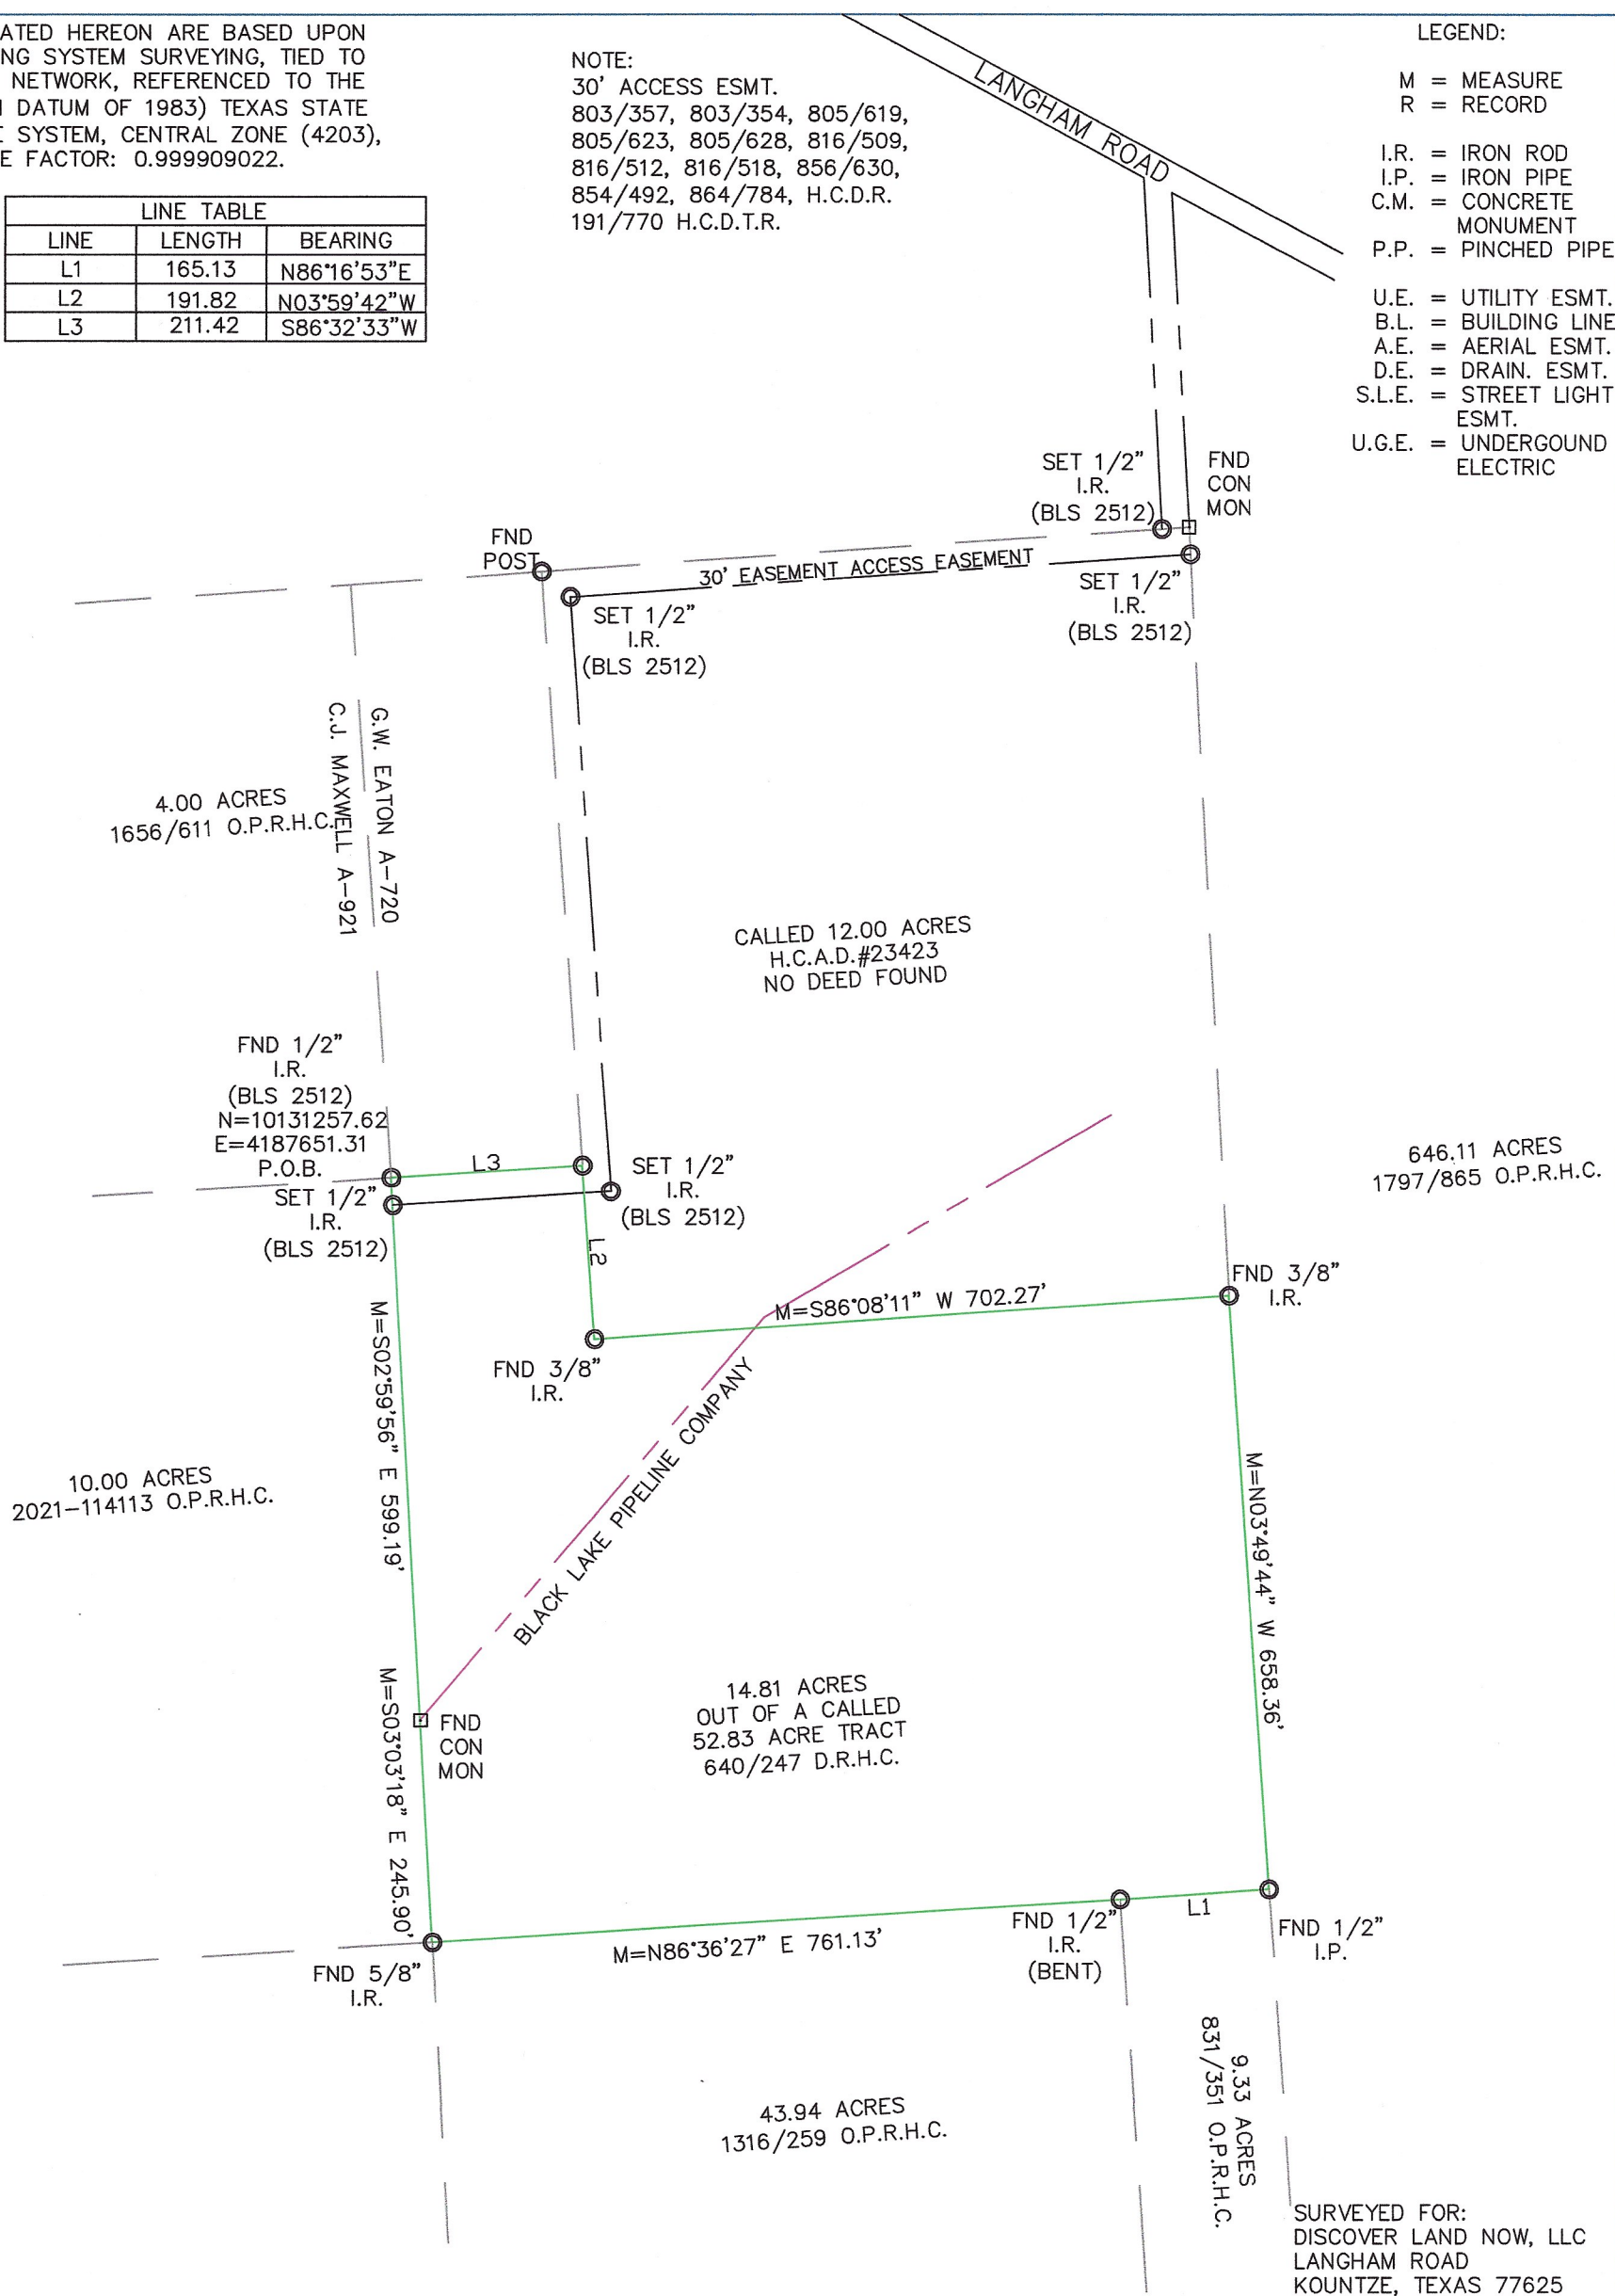 ATED HEREON ARE BASED UPON
NG SYSTEM SURVEYING, TIED TO
NETWORK, REFERENCED TO THE
DATUM OF 1983) TEXAS STATE
SYSTEM, CENTRAL ZONE (4203),
E FACTOR: 0.999909022.
LINE TABLE
LINE LENGTH BEARING
L1 165.13 N86°16'53"E
L2 191.82 N03°59'42"W
L3 211.42 S86°32'33"W
NOTE:
30' ACCESS ESMT.
803/357, 803/354, 805/619,
805/623, 805/628, 816/509,
816/512, 816/518, 856/630,
854/492, 864/784, H.C.D.R.
191/770 H.C.D.T.R.
LANGHAM ROAD
LEGEND:
M = MEASURE
R = RECORD
I.R. = IRON ROD
I.P. = IRON PIPE
C.M. = CONCRETE
MONUMENT
P.P. = PINCHED PIPE
U.E. = UTILITY ESMT.
B.L. = BUILDING LINE
A.E. = AERIAL ESMT.
D.E. = DRAIN. ESMT.
S.L.E. = STREET LIGHT
ESMT.
U.G.E. = UNDERGOUND
ELECTRIC
SET 1/2"
I.R.
(BLS 2512)
FND
CON
MON
FND
POST
30' EASEMENT ACCESS EASEMENT
SET 1/2"
I.R.
(BLS 2512)
SET 1/2"
I.R.
(BLS 2512)
G.W. EATON A-720
C.J. MAXWELL A-921
4.00 ACRES
1656/611 O.P.R.H.C.
CALLED 12.00 ACRES
H.C.A.D.#23423
NO DEED FOUND
FND 1/2"
I.R.
(BLS 2512)
N=10131257.62
E=4187651.31
P.O.B.
L3
SET 1/2"
I.R.
(BLS 2512)
SET 1/2"
I.R.
(BLS 2512)
L2
646.11 ACRES
1797/865 O.P.R.H.C.
FND 3/8"
I.R.
M=S86°08'11" W 702.27'
FND 3/8"
I.R.
M=S02°59'56" E 599.19'
BLACK LAKE PIPELINE COMPANY
M=N03°49'44" W 658.36'
10.00 ACRES
2021-114113 O.P.R.H.C.
14.81 ACRES
OUT OF A CALLED
52.83 ACRE TRACT
640/247 D.R.H.C.
FND
CON
MON
M=S03°03'18" E 245.90'
L1
FND 1/2"
I.R.
(BENT)
FND 1/2"
I.P.
M=N86°36'27" E 761.13'
FND 5/8"
I.R.
9.33 ACRES
831/351 O.P.R.H.C.
43.94 ACRES
1316/259 O.P.R.H.C.
SURVEYED FOR:
DISCOVER LAND NOW, LLC
LANGHAM ROAD
KOUNTZE, TEXAS 77625